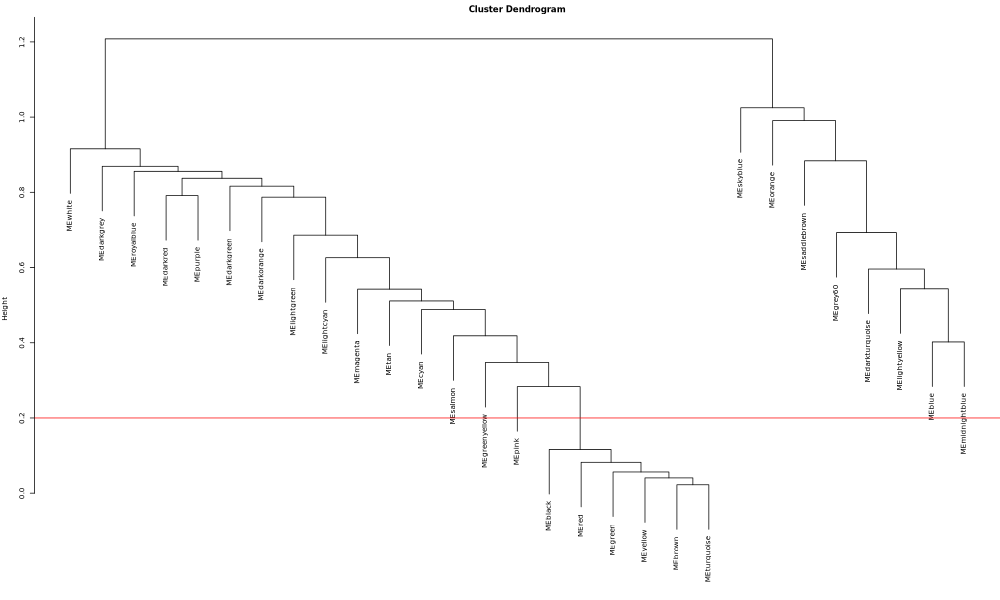 Cluster Dendrogram
Height
1.2
1.0
0.8
0.6
0.4
0.2
0.0
MEwhite
MEdarkgrey
MEroyalblue
MEdarkred
MEpurple
MEdarkgreen
MEdarkorange
MElightgreen
MElightcyan
MEmagenta
MEtan
MEcyan
MEsalmon
MEgreenyellow
MEpink
MEblack
MEred
MEgreen
MEyellow
MEbrown
MEturquoise
MEskyblue
MEorange
MEsaddlebrown
MEgrey60
MEdarkturquoise
MElightyellow
MEblue
MEmidnightblue